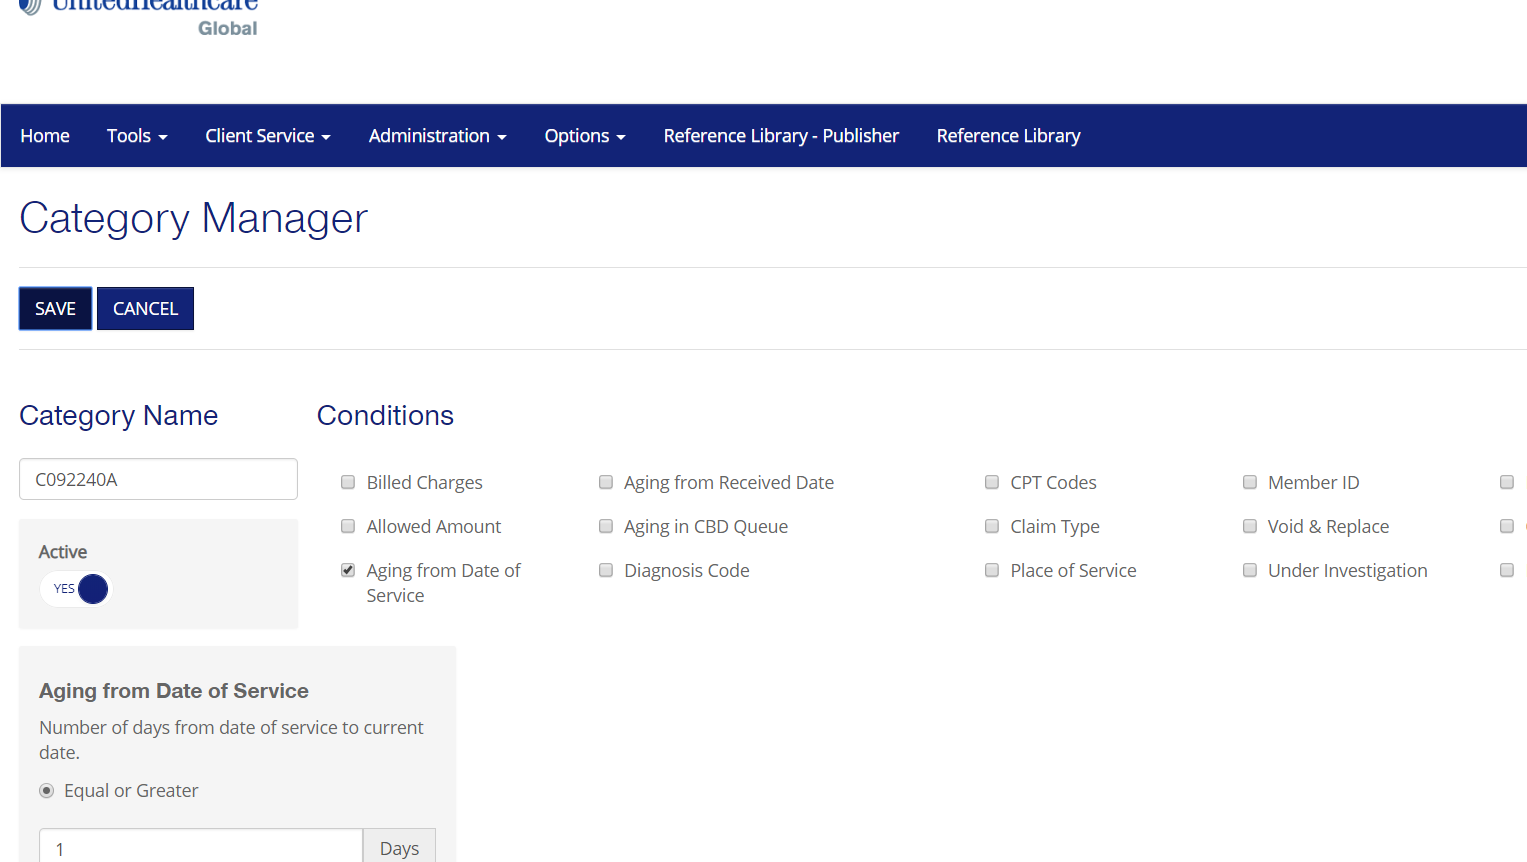 UnitedHealthcare
Global
Home Tools Client Service Administration Options Reference Library - Publisher Reference Library
Category Manager
SAVE CANCEL
Category Name Conditions
C092240A
Billed Charges Aging from Received Date CPT Codes Member ID
Allowed Amount Aging in CBD Queue Claim Type Void & Replace
Aging from Date of Service Diagnosis Code Place of Service Under Investigation
Active
YES
Aging from Date of Service
Number of days from date of service to current
date.
Equal or Greater
1 Days